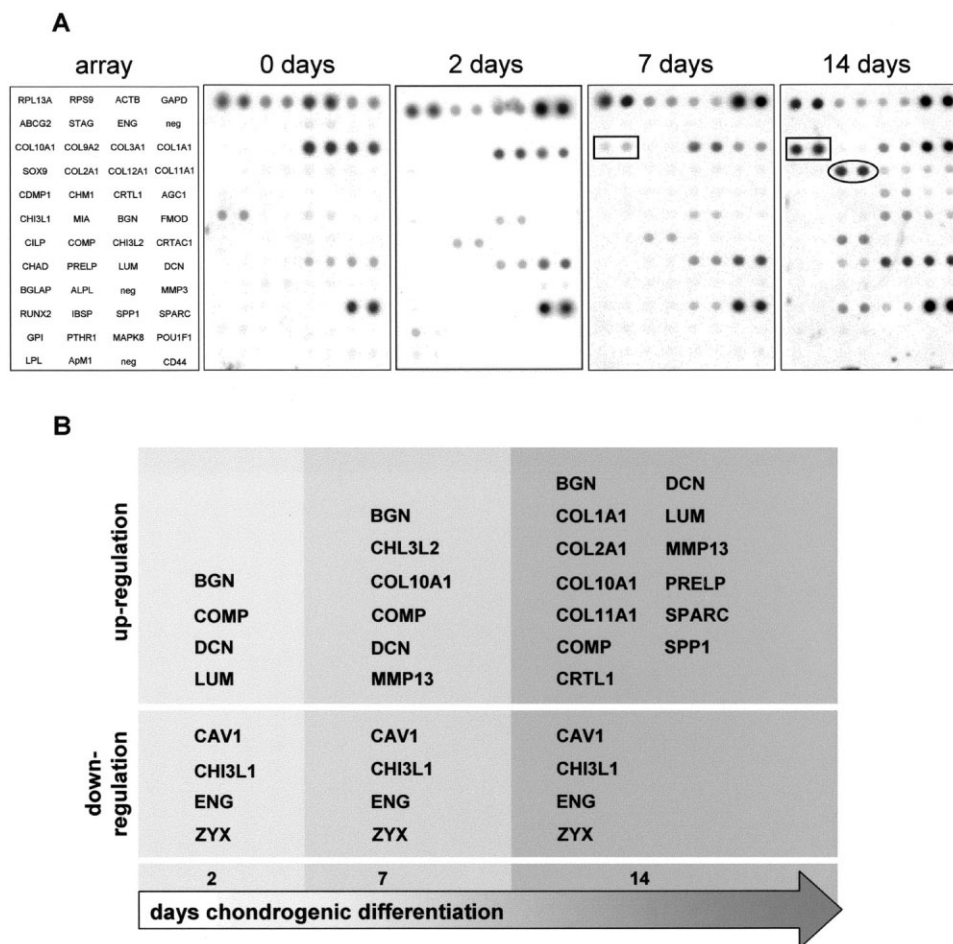 A
array 0 days 2 days 7 days 14 days
RPL13A RPS9 ACTB GAPD
ABCG2 STAG ENG neg
COL10A1 COL9A2 COL3A1 COL1A1
SOX9 COL2A1 COL12A1 COL11A1
CDMP1 CHM1 CRTL1 AGC1
CHI3L1 MIA BGN FMOD
CILP COMP CHI3L2 CRTAC1
CHAD PRELP LUM DCN
BGLAP ALPL neg MMP3
RUNX2 IBSP SPP1 SPARC
GPI PTHR1 MAPK8 POU1F1
LPL ApM1 neg CD44
B
up-regulation
BGN
COMP
DCN
LUM
BGN
CHL3L2
COL10A1
COMP
DCN
MMP13
BGN DCN
COL1A1 LUM
COL2A1 MMP13
COL10A1 PRELP
COL11A1 SPARC
COMP SPP1
CRTL1
down-
regulation
CAV1 CAV1 CAV1
CHI3L1 CHI3L1 CHI3L1
ENG ENG ENG
ZYX ZYX ZYX
2 7 14
days chondrogenic differentiation